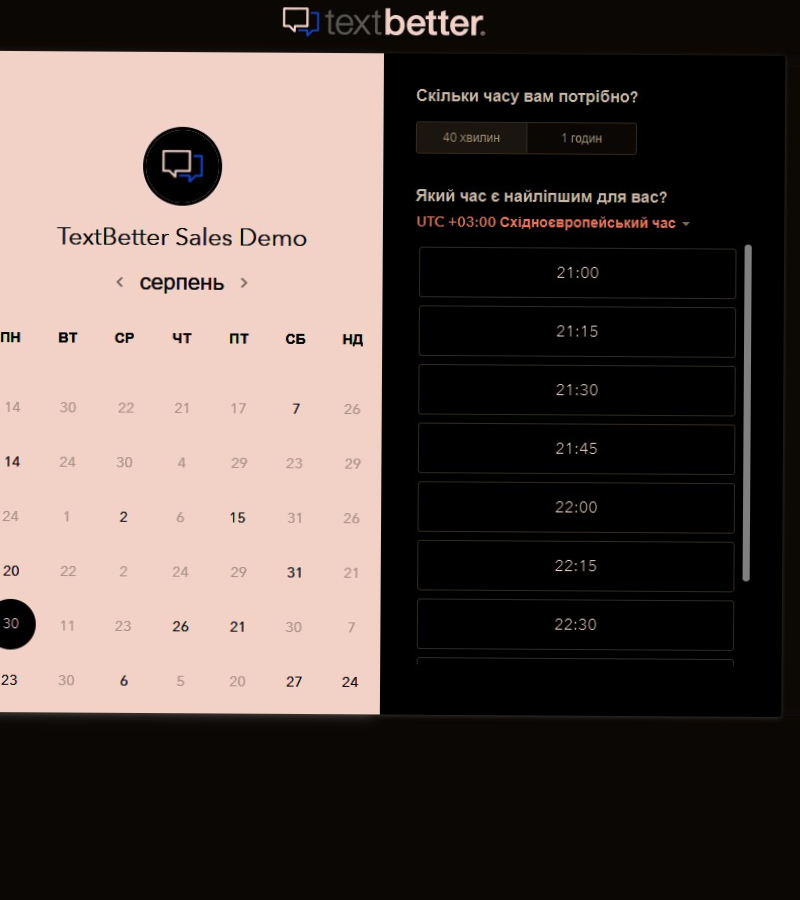 textbetter.
TextBetter Sales Demo
серпень
ПН ВТ СР ЧТ ПТ СБ НД
14 30 22 21 17 7 26
14 24 30 4 29 23 29
24 1 2 6 15 31 26
20 22 2 24 29 31 21
30 11 23 26 21 30 7
23 30 6 5 20 27 24
Скільки часу вам потрібно?
40 хвилин 1 годин
Який час є найліпшим для вас?
UTC +03:00 Східноєвропейський час
21:00
21:15
21:30
21:45
22:00
22:15
22:30